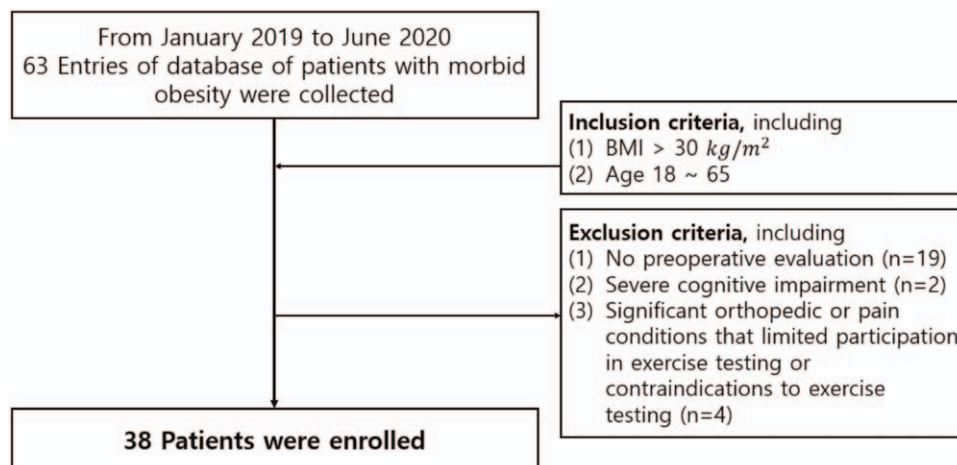 From January 2019 to June 2020
63 Entries of database of patients with morbid
obesity were collected
Inclusion criteria, including
(1) BMI > 30 kg/m²
(2) Age 18 ~ 65
Exclusion criteria, including
(1) No preoperative evaluation (n=19)
(2) Severe cognitive impairment (n=2)
(3) Significant orthopedic or pain
conditions that limited participation
in exercise testing or
contraindications to exercise
testing (n=4)
38 Patients were enrolled